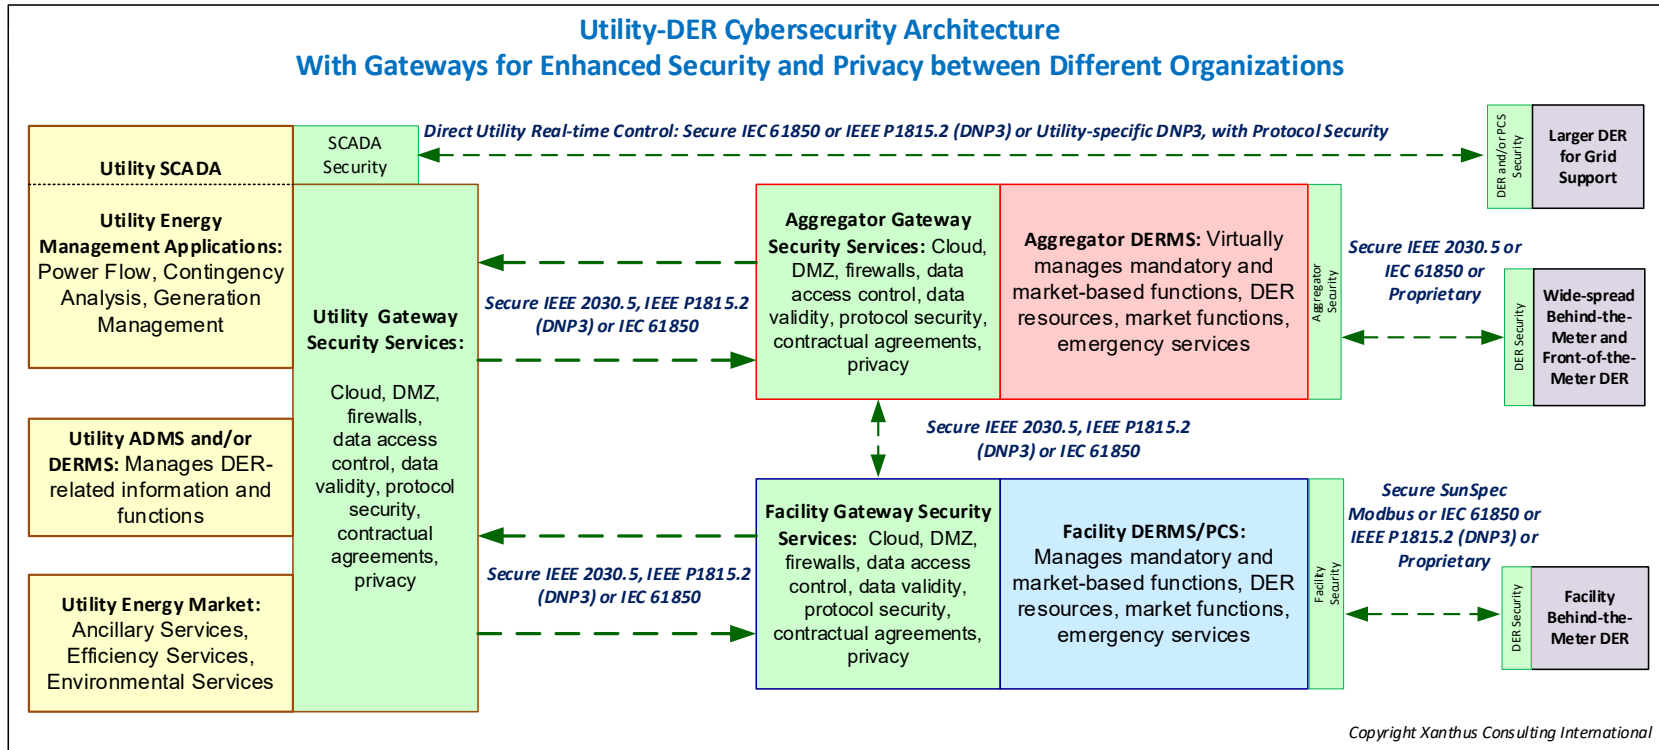 Utility-DER Cybersecurity Architecture
With Gateways for Enhanced Security and Privacy between Different Organizations
Utility SCADA
SCADA
Security
Direct Utility Real-time Control: Secure IEC 61850 or IEEE P1815.2 (DNP3) or Utility-specific DNP3, with Protocol Security
DER and/or PCS
Security
Larger DER
for Grid
Support
Utility Energy
Management Applications:
Power Flow, Contingency
Analysis, Generation
Management
Utility ADMS and/or
DERMS: Manages DER-
related information and
functions
Utility Energy Market:
Ancillary Services,
Efficiency Services,
Environmental Services
Utility Gateway
Security Services:
Cloud, DMZ,
firewalls,
data access
control, data
validity, protocol
security,
contractual
agreements,
privacy
Secure IEEE 2030.5, IEEE P1815.2
(DNP3) or IEC 61850
Secure IEEE 2030.5, IEEE P1815.2
(DNP3) or IEC 61850
Aggregator Gateway
Security Services: Cloud,
DMZ, firewalls, data
access control, data
validity, protocol security,
contractual agreements,
privacy
Aggregator DERMS: Virtually
manages mandatory and
market-based functions, DER
resources, market functions,
emergency services
Aggregator
Security
Secure IEEE 2030.5 or
IEC 61850 or
Proprietary
DER Security
Wide-spread
Behind-the-
Meter and
Front-of-the-
Meter DER
Secure IEEE 2030.5, IEEE P1815.2
(DNP3) or IEC 61850
Facility Gateway Security
Services: Cloud, DMZ,
firewalls, data access
control, data validity,
protocol security,
contractual agreements,
privacy
Facility DERMS/PCS:
Manages mandatory and
market-based functions, DER
resources, market functions,
emergency services
Facility
Security
Secure SunSpec
Modbus or IEC 61850 or
IEEE P1815.2 (DNP3) or
Proprietary
DER Security
Facility
Behind-the-
Meter DER
Copyright Xanthus Consulting International